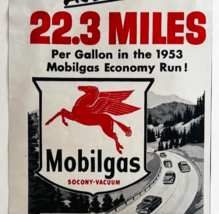 22.3 MILES
Per Gallon in the 1953
Mobilgas Economy Run!
Mobilgas
SOCONY-VACUUM